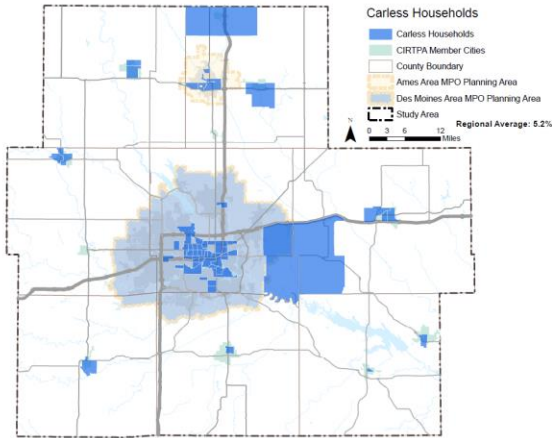 Carless Households
Carless Households
CIRTPA Member Cities
County Boundary
Ames Area MPO Planning Area
Des Moines Area MPO Planning Area
Study Area
Regional Average: 5.2%
N
0 3 6 12
Miles